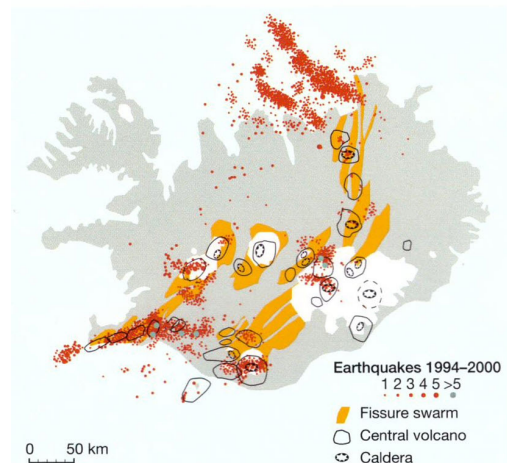 Earthquakes 1994–2000
1 2 3 4 5 >5
Fissure swarm
Central volcano
Caldera
0 50 km